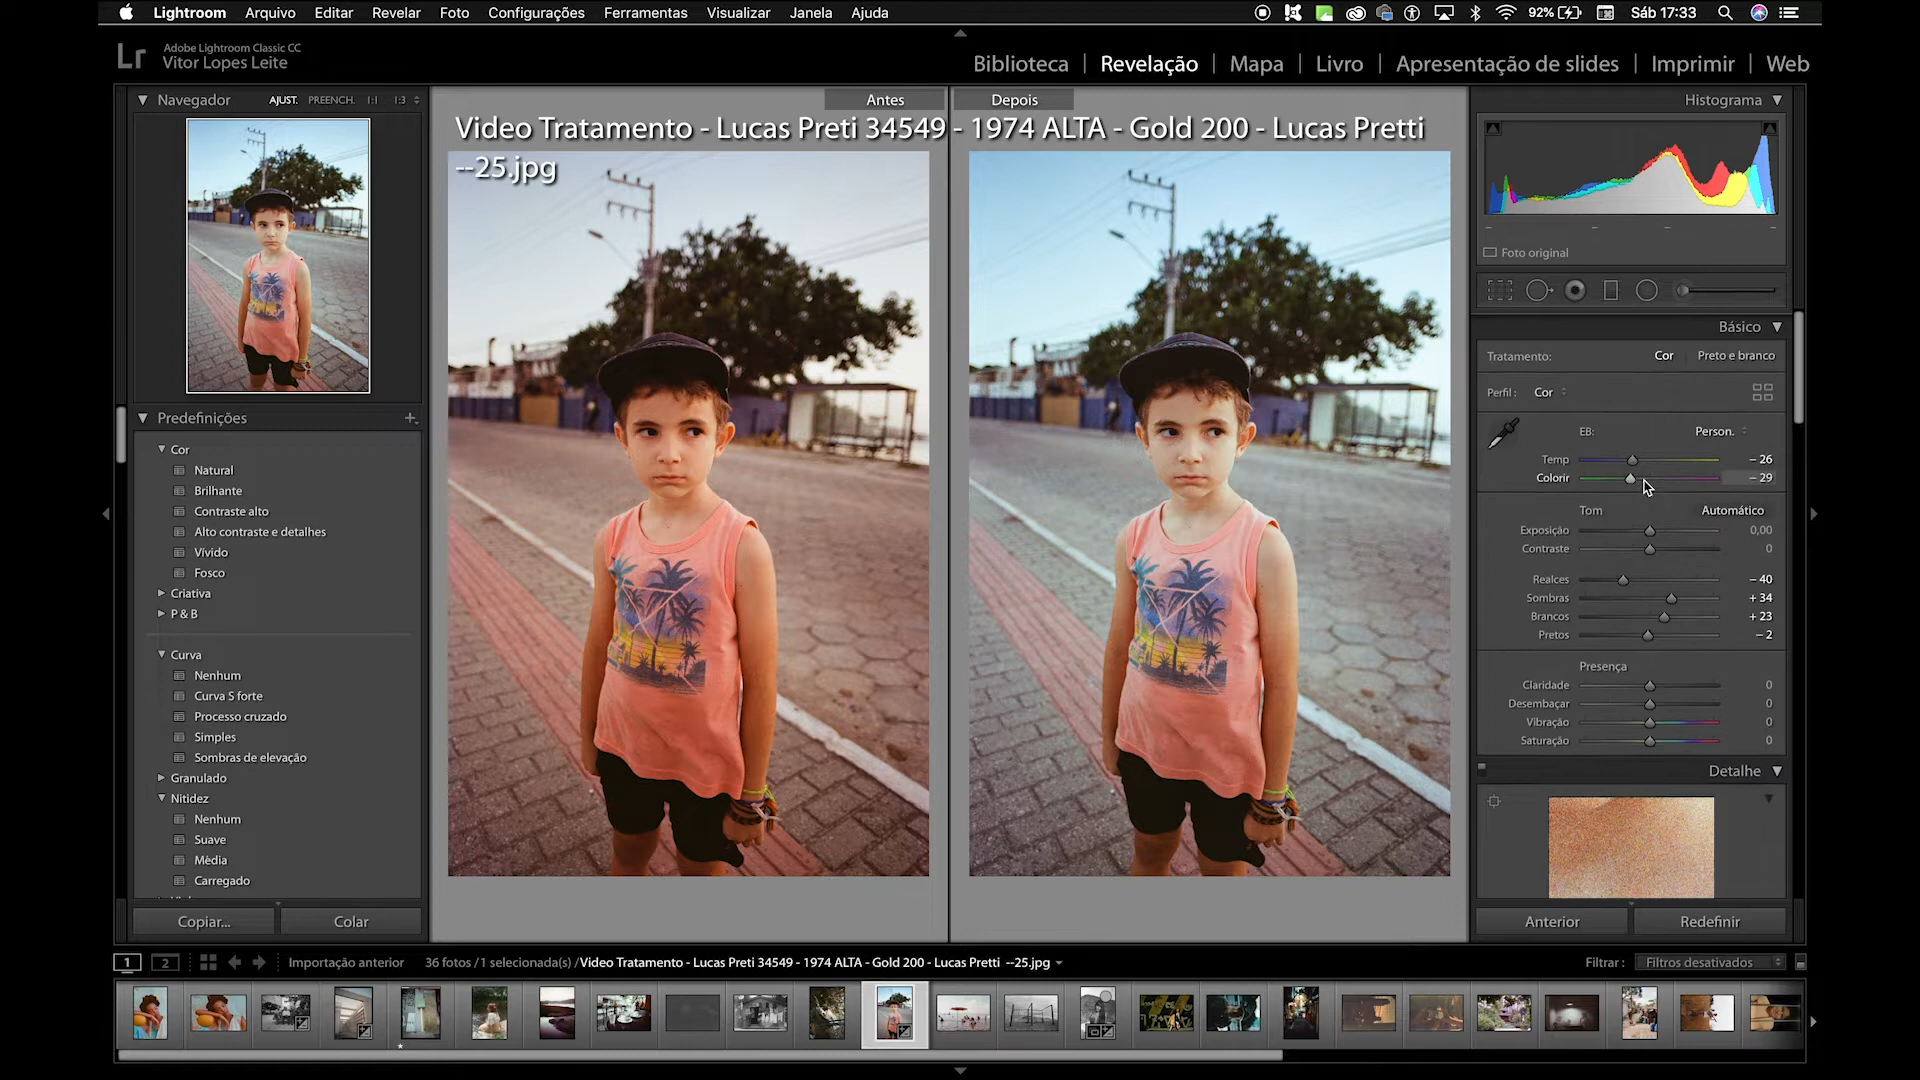 Lightroom Arquivo Editar Revelar Foto Configurações Ferramentas Visualizar Janela Ajuda 92% Sáb 17:33
Lr Adobe Lightroom Classic CC
Vitor Lopes Leite
Biblioteca | Revelação | Mapa | Livro | Apresentação de slides | Imprimir | Web
Navegador AJUST. PREENCH. 1:1 1:3
Antes Depois
Video Tratamento - Lucas Preti 34549 - 1974 ALTA - Gold 200 - Lucas Pretti
--25.jpg
Predefinições +
Cor
Natural
Brilhante
Contraste alto
Alto contraste e detalhes
Vívido
Fosco
Criativa
P & B
Curva
Nenhum
Curva S forte
Processo cruzado
Simples
Sombras de elevação
Granulado
Nitidez
Nenhum
Suave
Média
Carregado
Copiar... Colar
Histograma
Foto original
Básico
Tratamento: Cor Preto e branco
Perfil : Cor
EB: Person.
Temp - 26
Colorir - 29
Tom Automático
Exposição 0,00
Contraste 0
Realces - 40
Sombras + 34
Brancos + 23
Pretos - 2
Presença
Claridade 0
Desembaçar 0
Vibração 0
Saturação 0
Detalhe
Anterior Redefinir
1 2 Importação anterior 36 fotos /1 selecionada(s) /Video Tratamento - Lucas Preti 34549 - 1974 ALTA - Gold 200 - Lucas Pretti --25.jpg
Filtrar : Filtros desativados